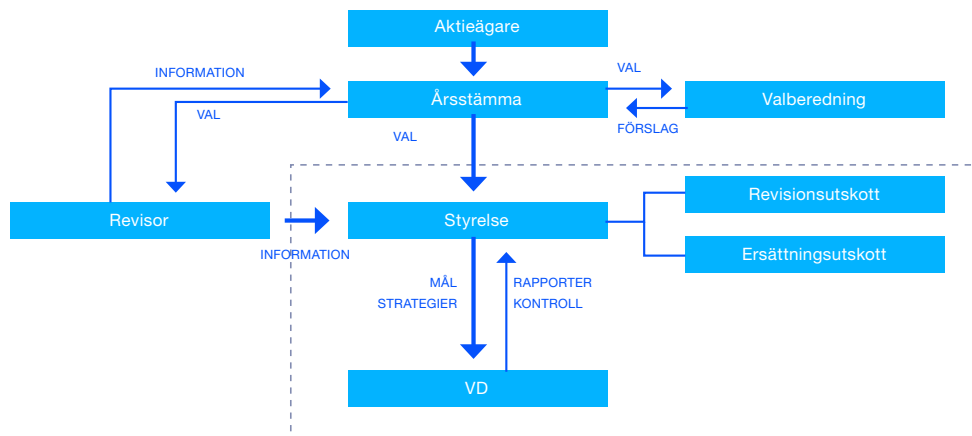 Aktieägare
INFORMATION
VAL
Årsstämma
Valberedning
VAL
FÖRSLAG
VAL
Revisionsutskott
Revisor
Styrelse
INFORMATION
Ersättningsutskott
MÅL
STRATEGIER
RAPPORTER
KONTROLL
VD